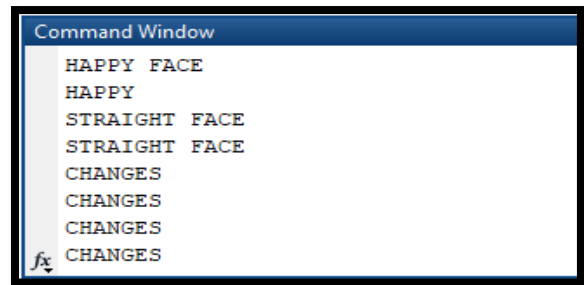 Command Window
HAPPY FACE
HAPPY
STRAIGHT FACE
STRAIGHT FACE
CHANGES
CHANGES
CHANGES
fx CHANGES